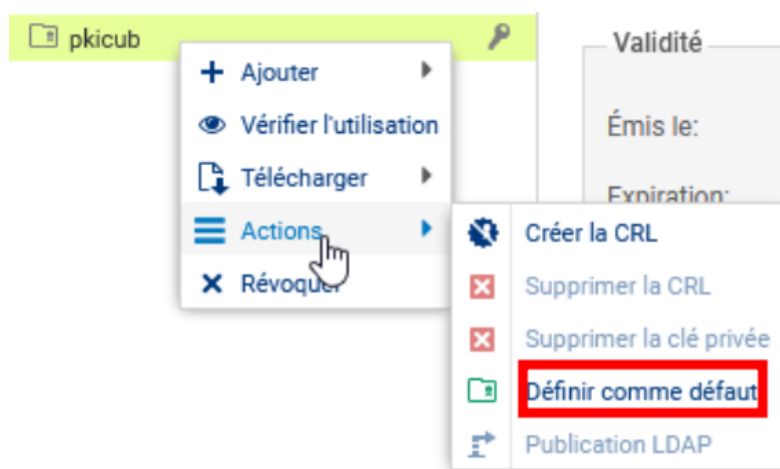 pkicub
Validité
Ajouter
Émis le:
Vérifier l'utilisation
Télécharger
Expiration:
Actions
Créer la CRL
Révoquer
Supprimer la CRL
Supprimer la clé privée
Définir comme défaut
Publication LDAP